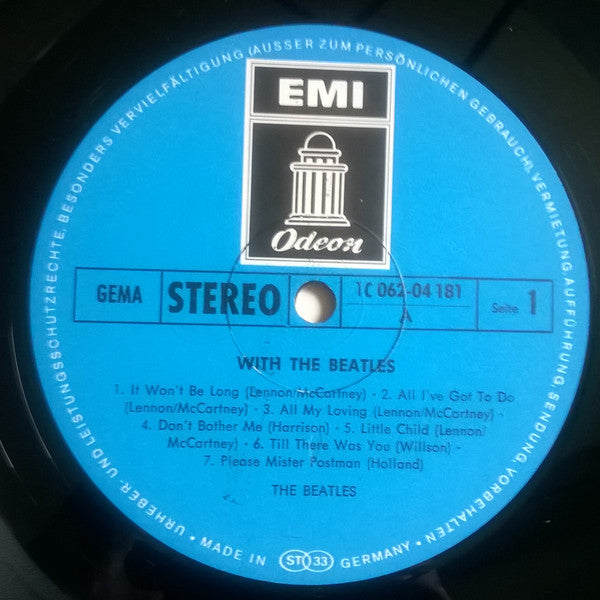 URHEBER- UND LEISTUNGSSCHUTZRECHTE, BESONDERS VERVIELFÄLTIGUNG (AUSSER ZUM PERSÖNLICHEN GEBRAUCH), VERMIETUNG, AUFFÜHRUNG, SENDUNG, VORBEHALTEN ·
EMI
Odeon
GEMA STEREO 1C 062-04 181 Seite 1
A
WITH THE BEATLES
1. It Won't Be Long (Lennon/McCartney) · 2. All I've Got To Do
(Lennon/McCartney) · 3. All My Loving (Lennon/McCartney) ·
4. Don't Bother Me (Harrison) · 5. Little Child (Lennon/
McCartney) · 6. Till There Was You (Willson) ·
7. Please Mister Postman (Holland)
THE BEATLES
· MADE IN ST 33 GERMANY ·